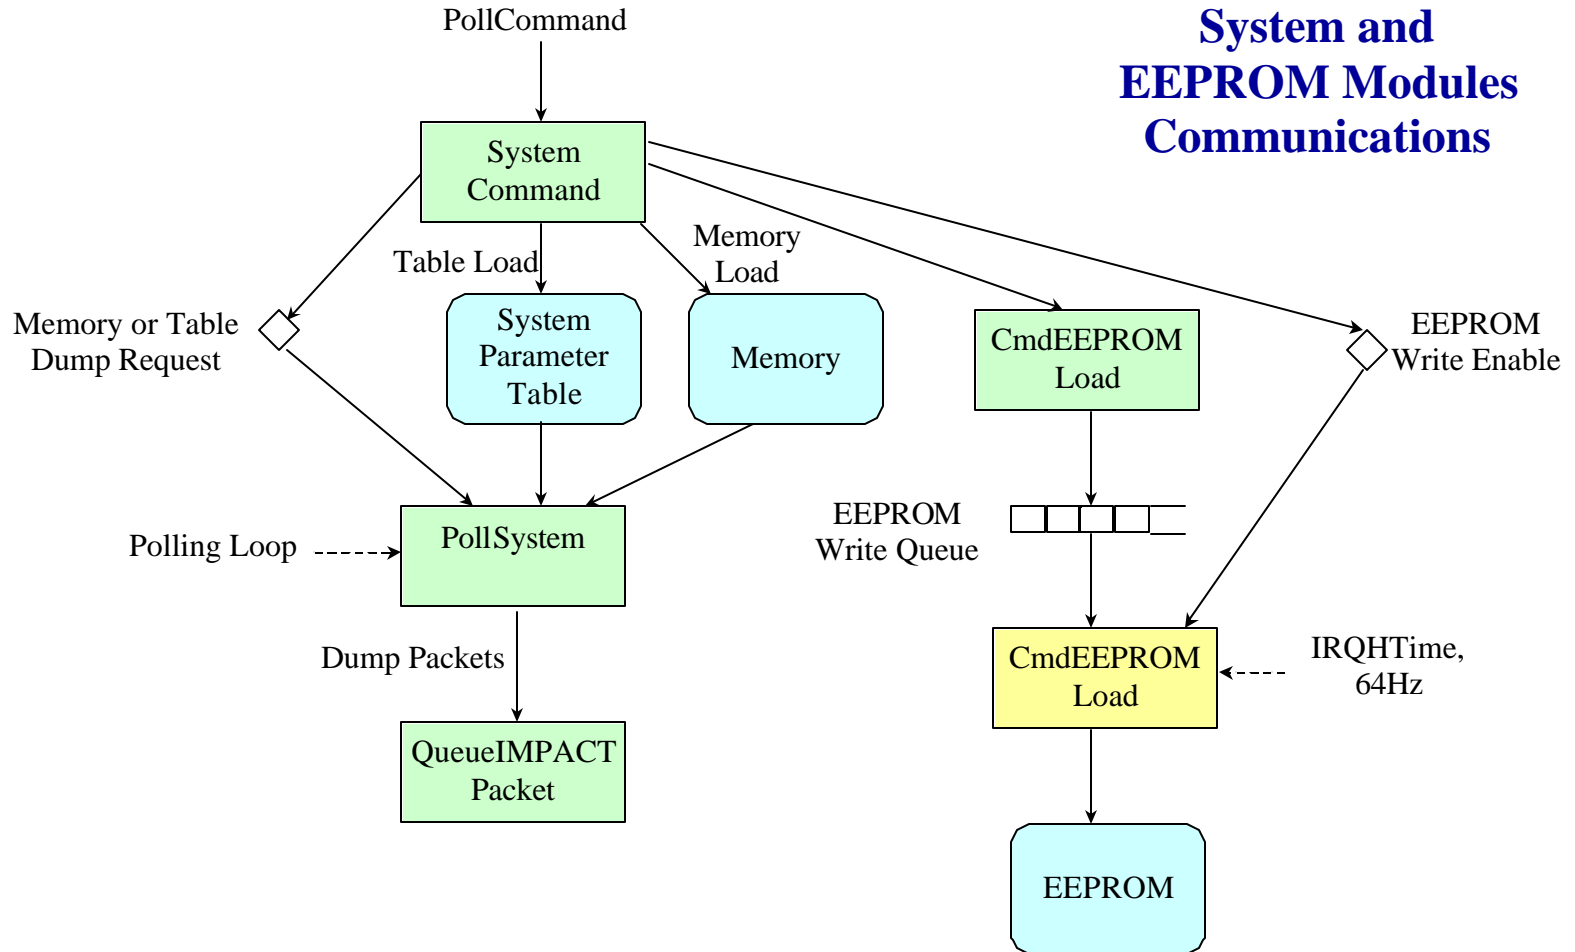 PollCommand
System and
EEPROM Modules
Communications
System
Command
Table Load
Memory
Load
Memory or Table
Dump Request
System
Parameter
Table
Memory
CmdEEPROM
Load
EEPROM
Write Enable
Polling Loop
PollSystem
EEPROM
Write Queue
Dump Packets
CmdEEPROM
Load
IRQHTime,
64Hz
QueueIMPACT
Packet
EEPROM